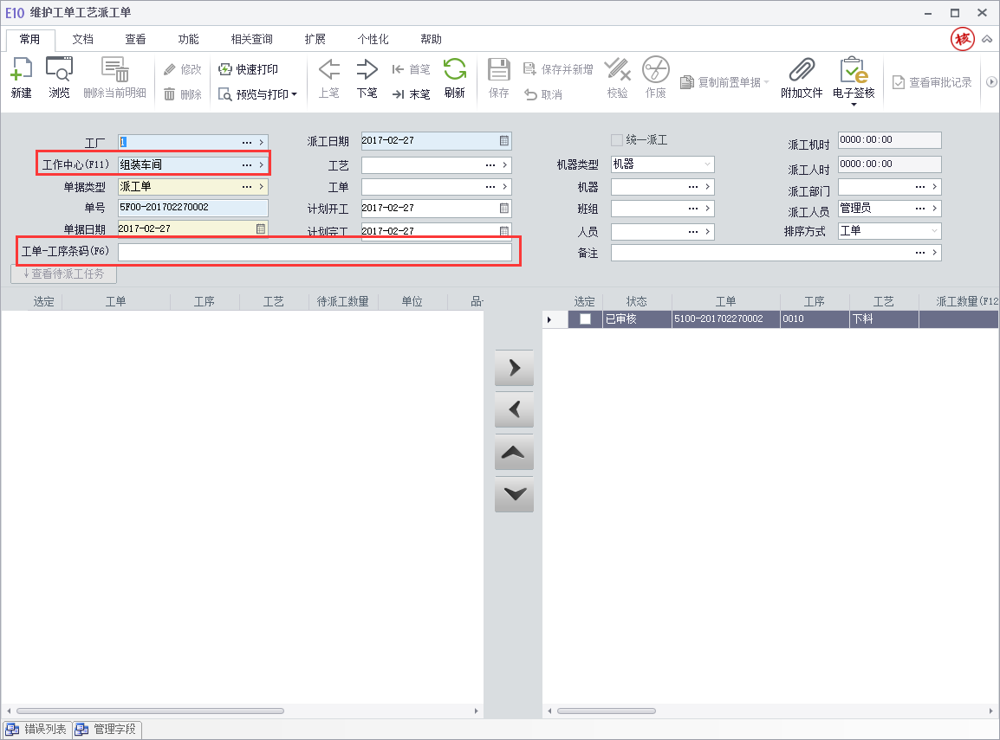 E10 维护工单工艺派工单
常用 文档 查看 功能 相关查询 扩展 个性化 帮助
核
新建 浏览 删除当前明细 修改 删除 快速打印 预览与打印 上笔 下笔 首笔 末笔 刷新 保存 保存并新增 取消 校验 作废 复制前置单据 附加文件 电子签核 查看审批记录
工厂 1 派工日期 2017-02-27 统一派工 派工机时 0000:00:00
工作中心(F11) 组装车间 工艺 机器类型 机器 派工人时 0000:00:00
单据类型 派工单 工单 机器 派工部门
单号 5F00-201702270002 计划开工 2017-02-27 班组 派工人员 管理员
单据日期 2017-02-27 计划完工 2017-02-27 人员 排序方式 工单
工单-工序条码(F6) 备注
↓查看待派工任务
选定 工单 工序 工艺 待派工数量 单位 品 选定 状态 工单 工序 工艺 派工数量(F12
已审核 5100-201702270002 0010 下料
错误列表 管理字段